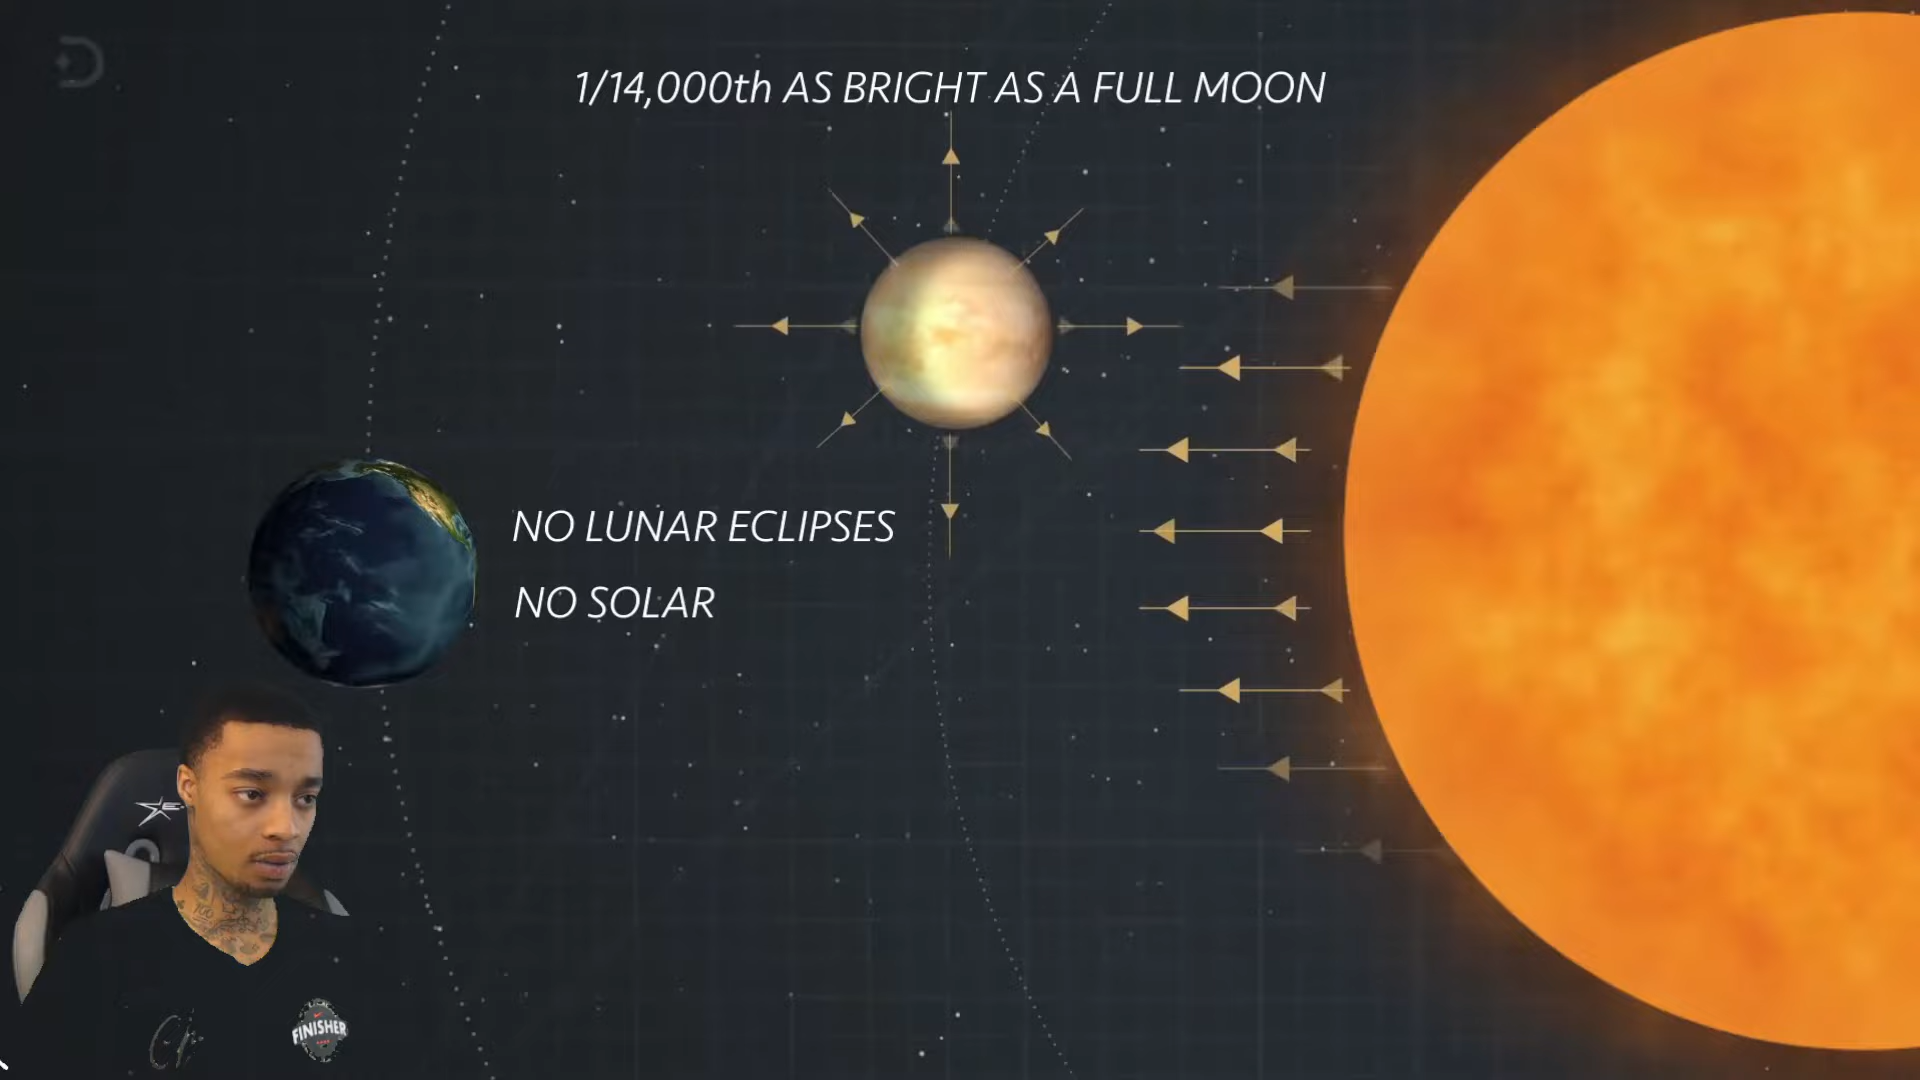 1/14,000th AS BRIGHT AS A FULL MOON
NO LUNAR ECLIPSES
NO SOLAR
FINISHER